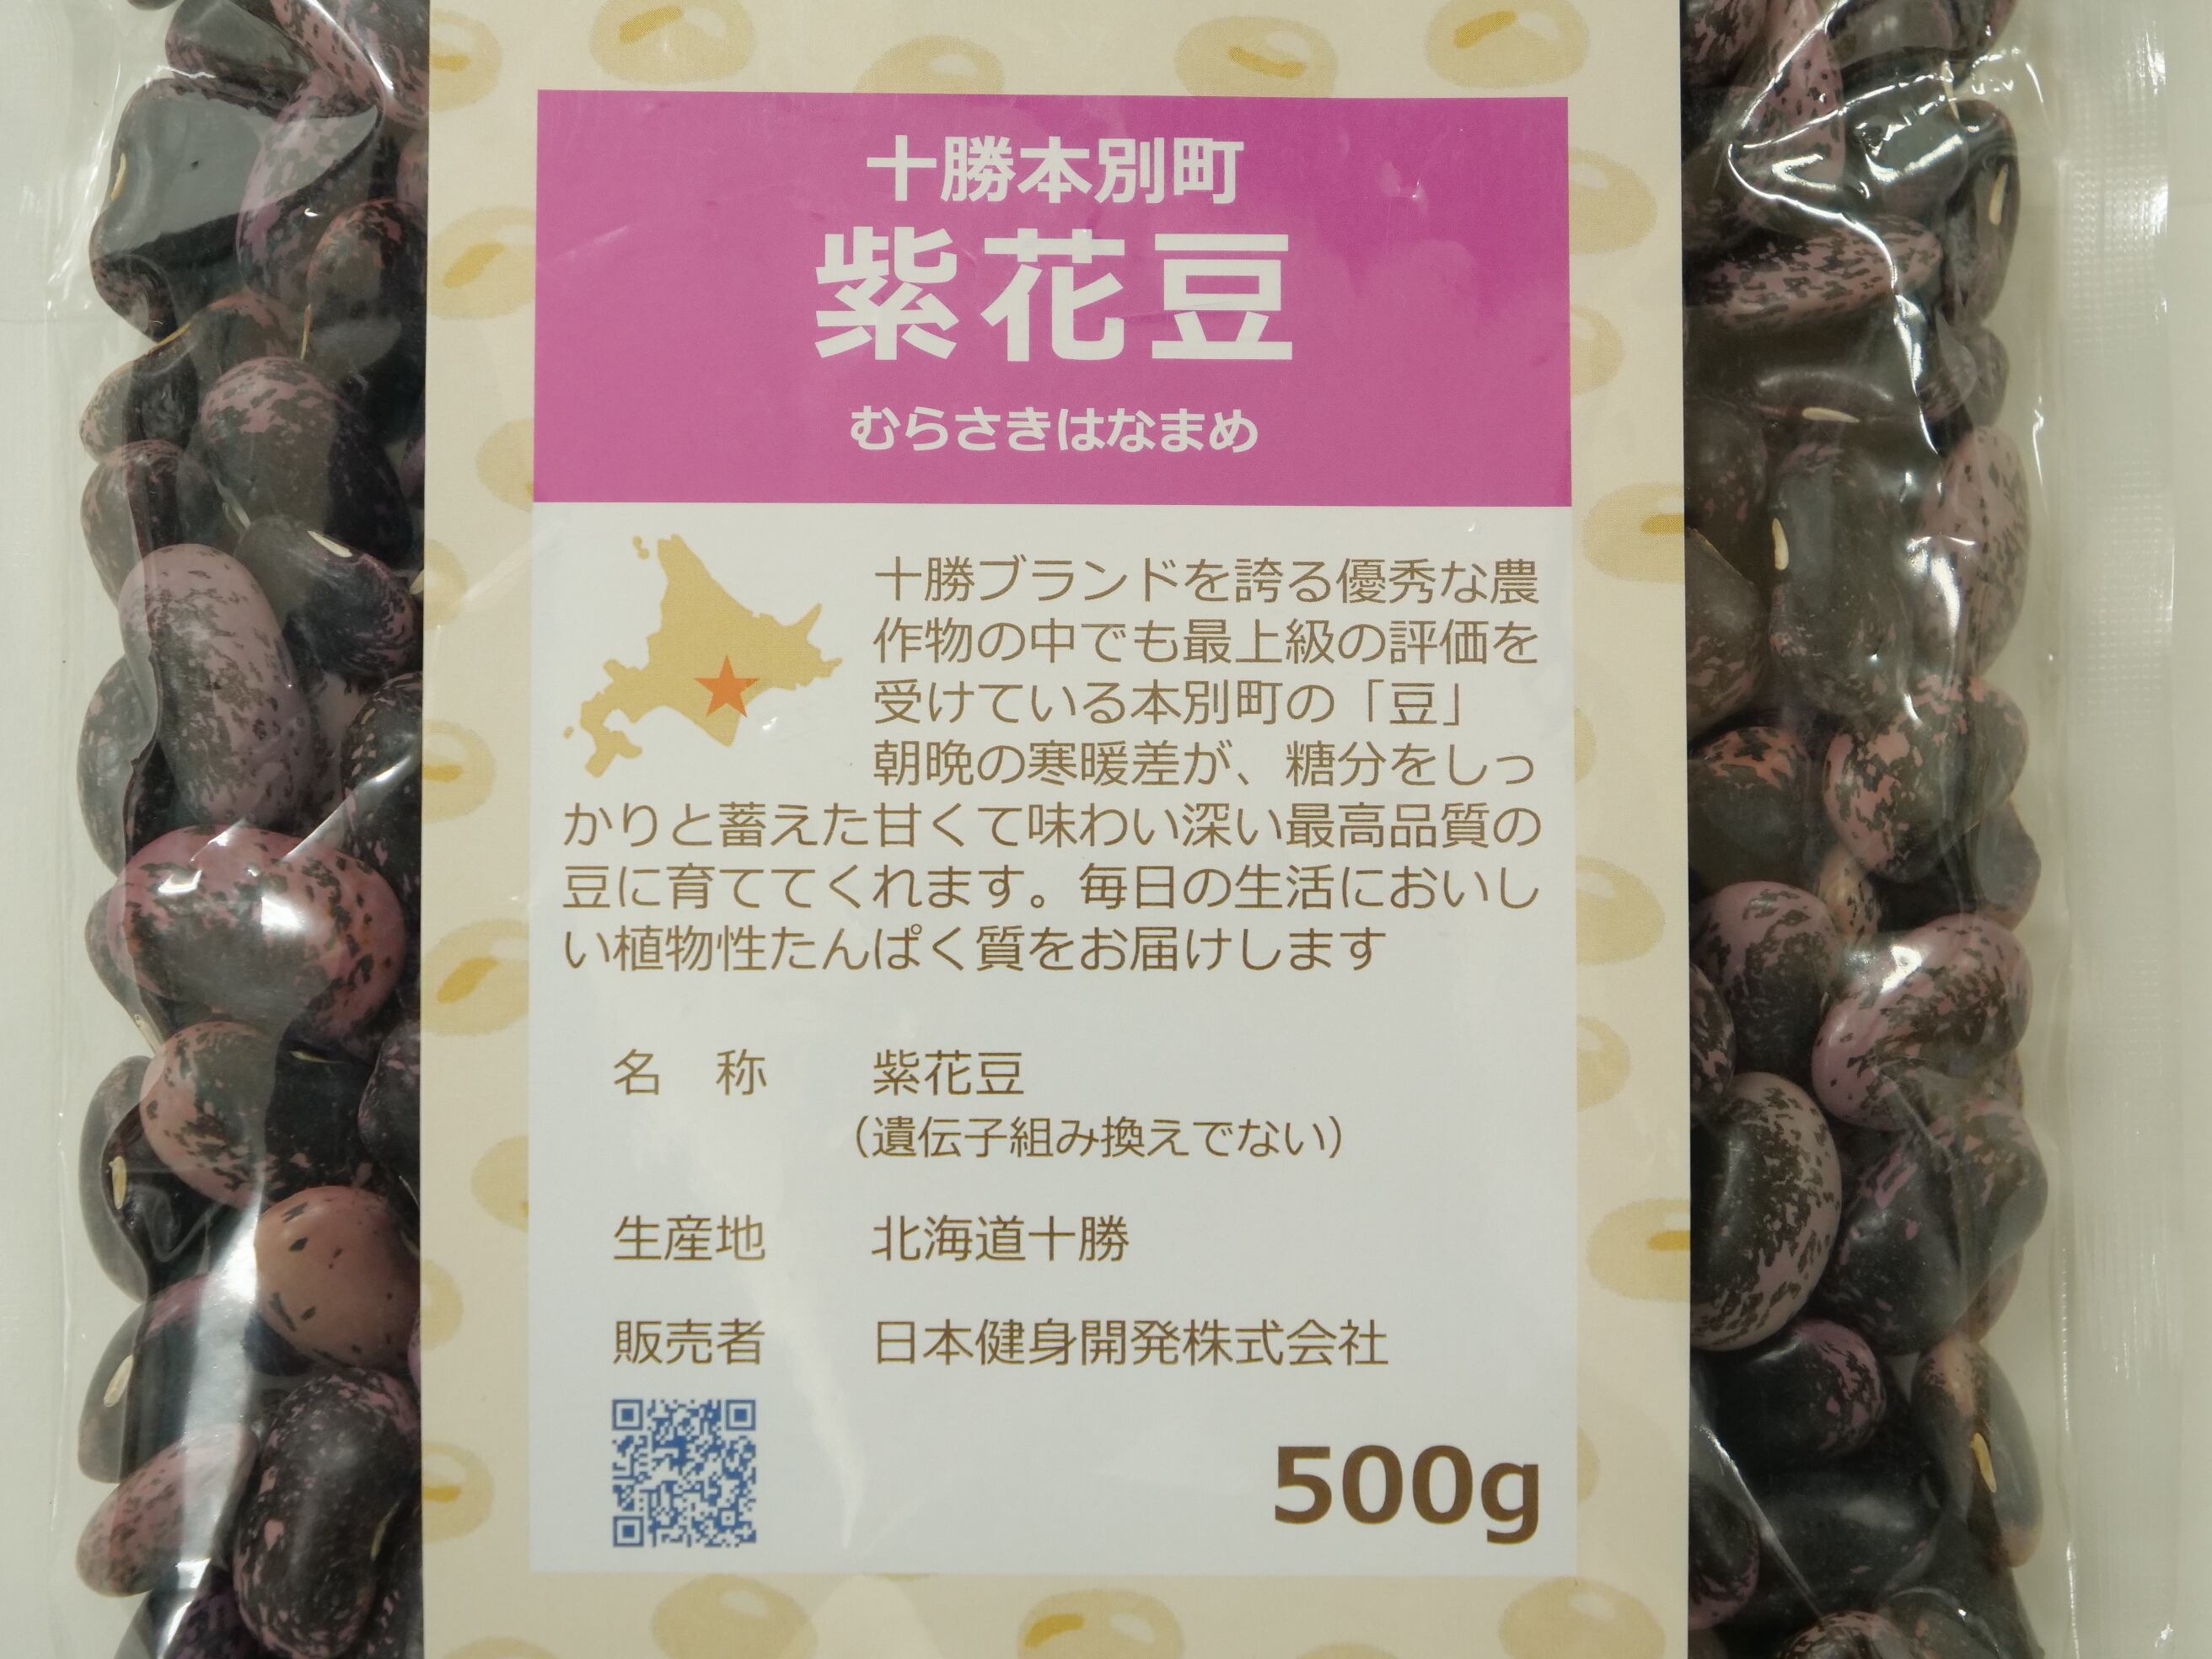 十勝本別町
紫花豆
むらさきはなまめ
十勝ブランドを誇る優秀な農
作物の中でも最上級の評価を
受けている本別町の「豆」
朝晩の寒暖差が、糖分をしっ
かりと蓄えた甘くて味わい深い最高品質の
豆に育ててくれます。毎日の生活においし
い植物性たんぱく質をお届けします
名　称　　紫花豆
（遺伝子組み換えでない）
生産地　　北海道十勝
販売者　　日本健身開発株式会社
500g